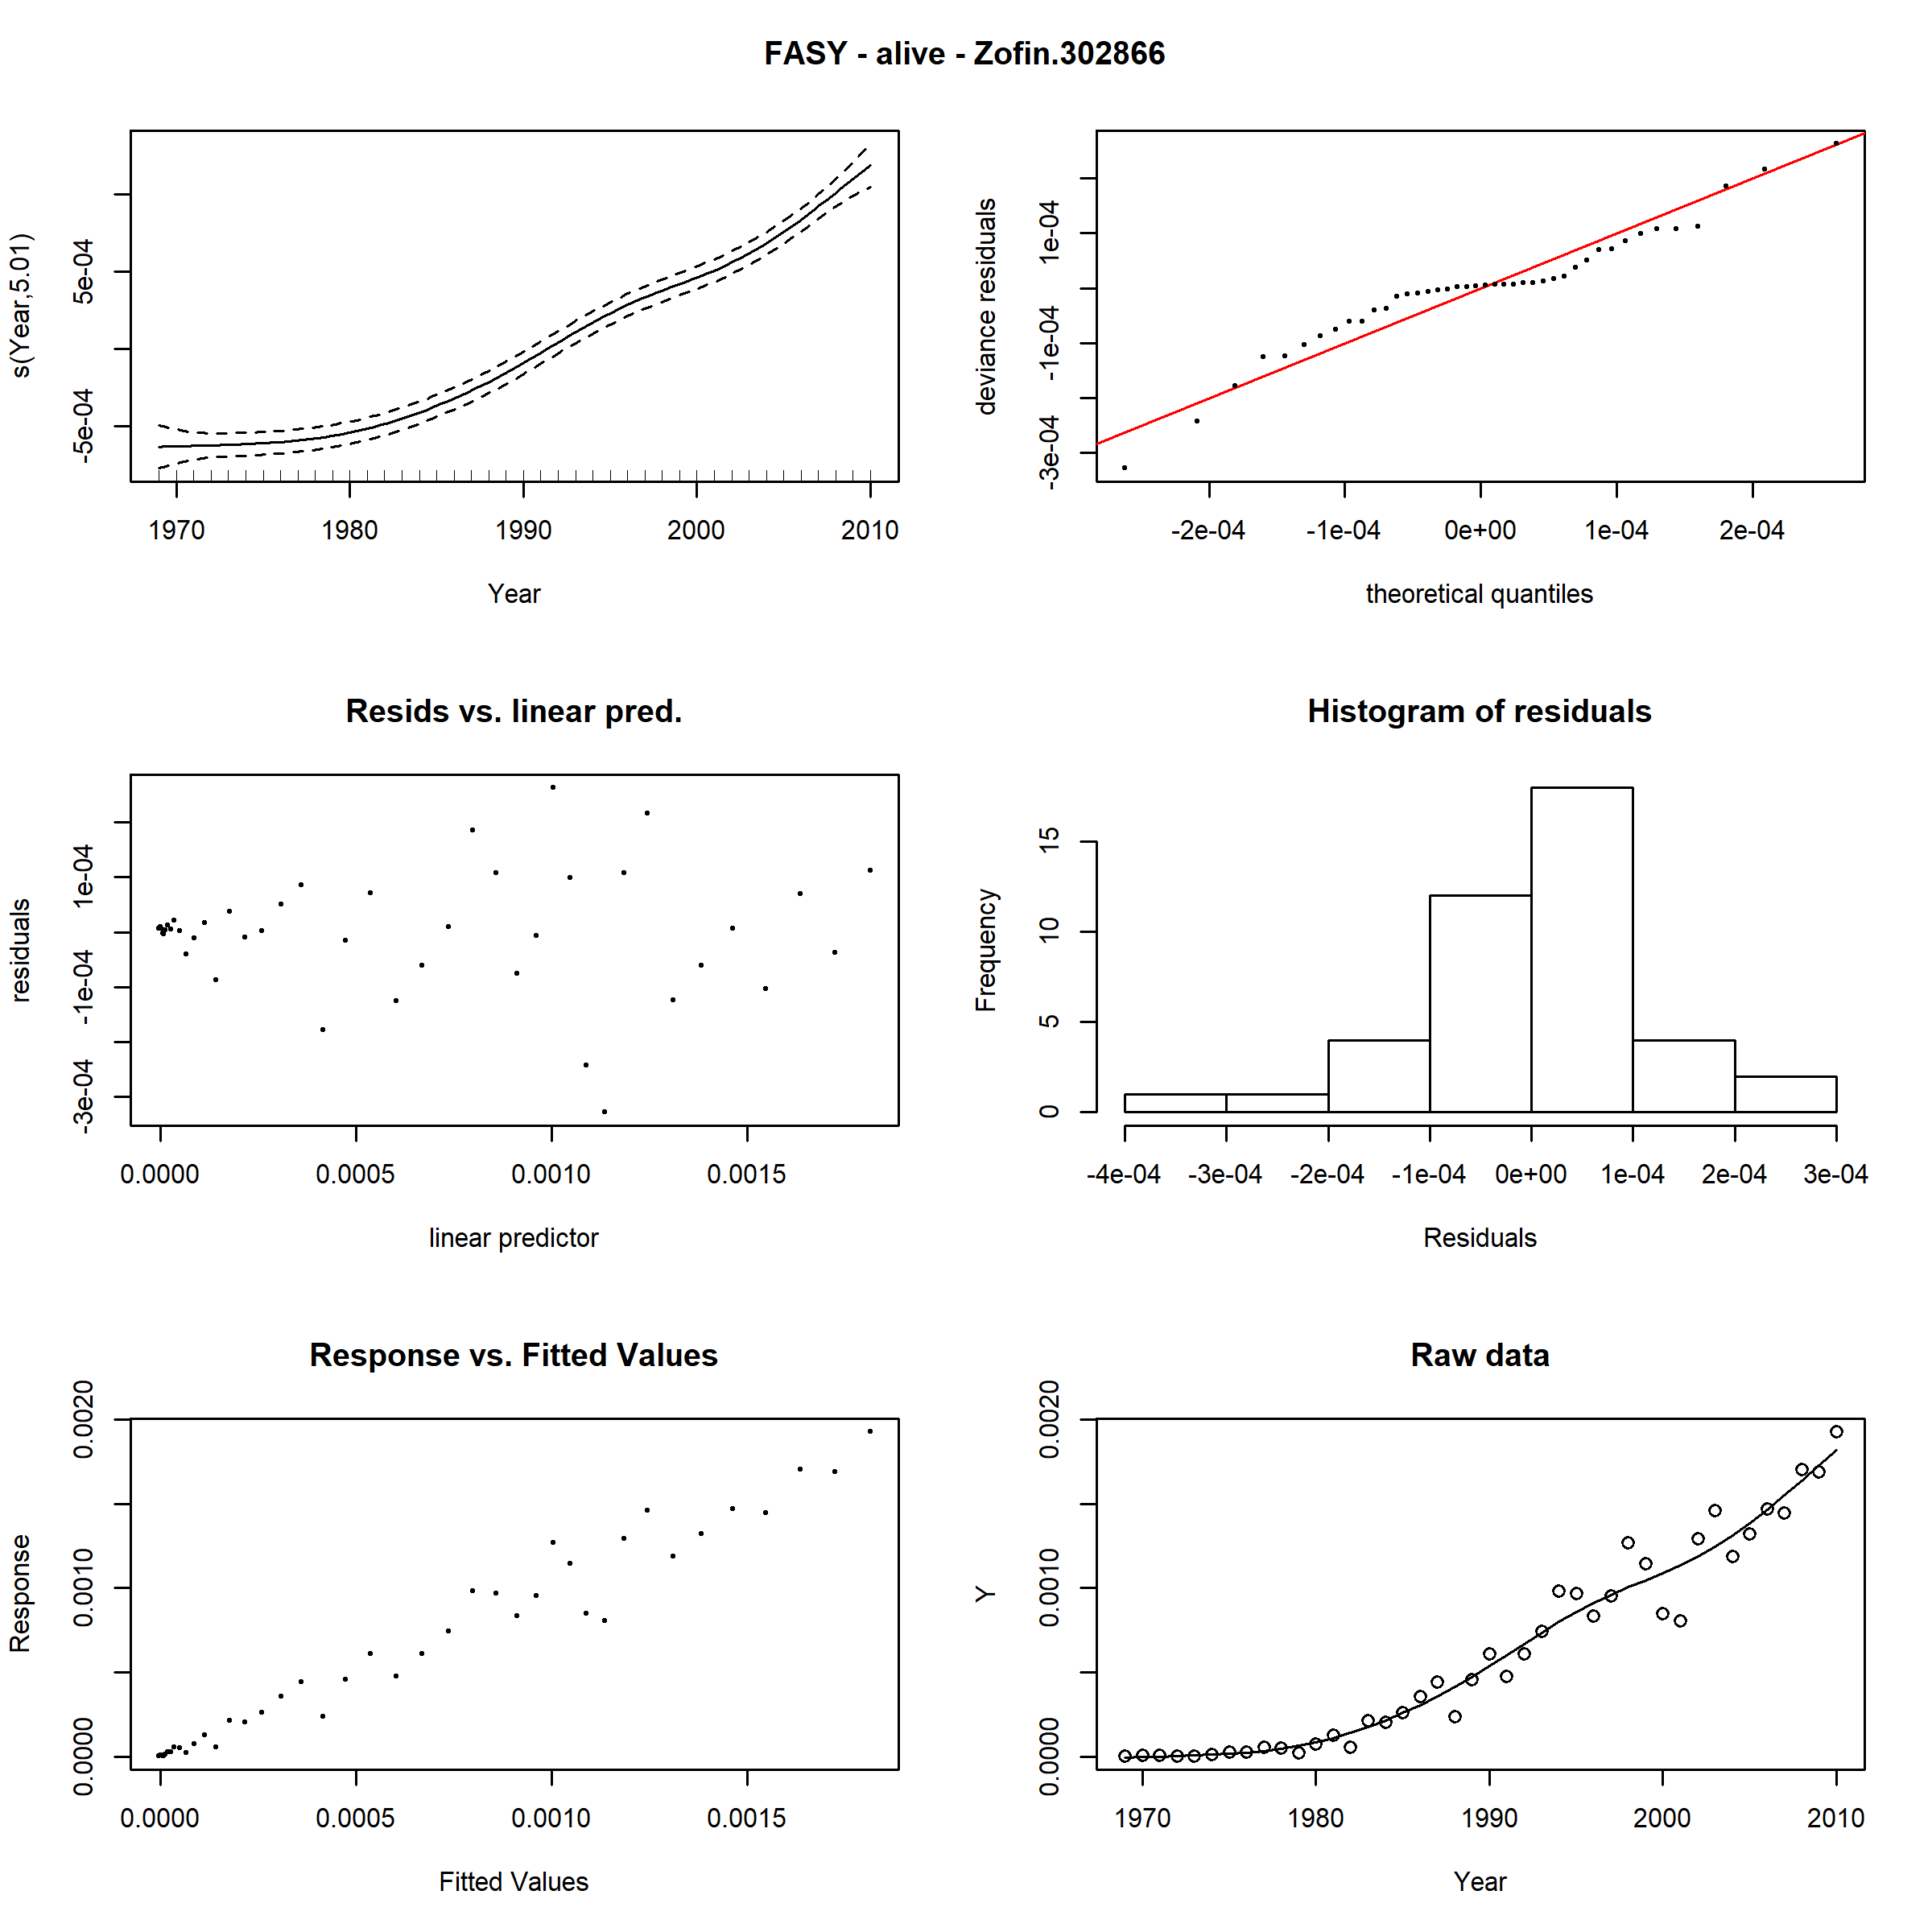 FASY - alive - Zofin.302866
s(Year,5.01)
-5e-04 5e-04
1970 1980 1990 2000 2010
Year
deviance residuals
-3e-04 -1e-04 1e-04
-2e-04 -1e-04 0e+00 1e-04 2e-04
theoretical quantiles
Resids vs. linear pred.
residuals
-3e-04 -1e-04 1e-04
0.0000 0.0005 0.0010 0.0015
linear predictor
Histogram of residuals
Frequency
0 5 10 15
-4e-04 -3e-04 -2e-04 -1e-04 0e+00 1e-04 2e-04 3e-04
Residuals
Response vs. Fitted Values
Response
0.0000 0.0010 0.0020
0.0000 0.0005 0.0010 0.0015
Fitted Values
Raw data
Y
0.0000 0.0010 0.0020
1970 1980 1990 2000 2010
Year